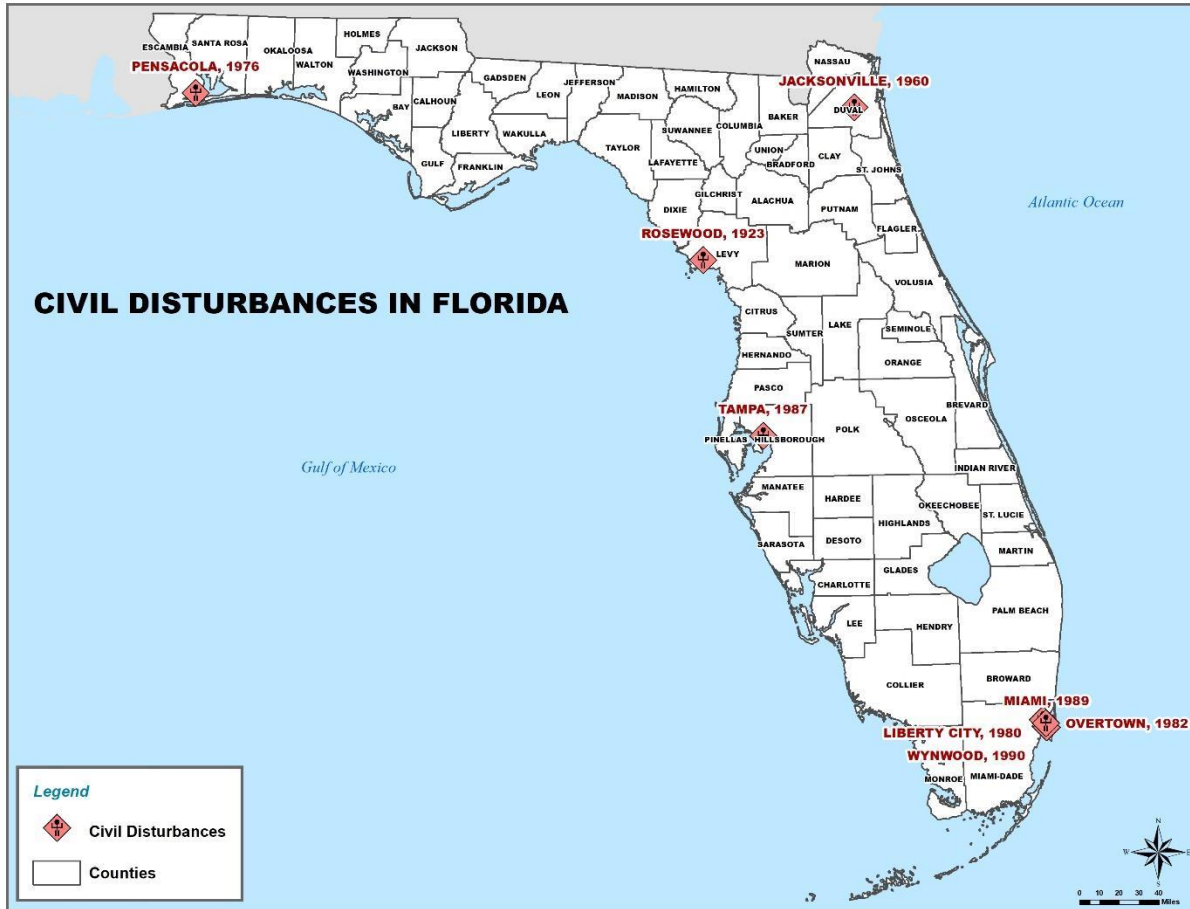 NASSAU
HOLMES
ESCAMBIA
SANTA ROSA
OKALOOSA
JACKSON
WALTON
PENSACOLA, 1976
WASHINGTON
GADSDEN
JEFFERSON
HAMILTON
JACKSONVILLE, 1960
LEON
MADISON
BAY
CALHOUN
DUVAL
BAKER
COLUMBIA
SUWANNEE
LIBERTY
WAKULLA
TAYLOR
UNION
CLAY
LAFAYETTE
BRADFORD
GULF
FRANKLIN
ST. JOHNS
GILCHRIST
ALACHUA
DIXIE
PUTNAM
Atlantic Ocean
FLAGLER
ROSEWOOD, 1923
LEVY
MARION
VOLUSIA
CIVIL DISTURBANCES IN FLORIDA
CITRUS
LAKE
SUMTER
SEMINOLE
HERNANDO
ORANGE
PASCO
BREVARD
TAMPA, 1987
OSCEOLA
POLK
PINELLAS
HILLSBOROUGH
Gulf of Mexico
INDIAN RIVER
MANATEE
HARDEE
OKEECHOBEE
ST. LUCIE
HIGHLANDS
SARASOTA
DESOTO
MARTIN
GLADES
CHARLOTTE
PALM BEACH
LEE
HENDRY
BROWARD
COLLIER
MIAMI, 1989
OVERTOWN, 1982
LIBERTY CITY, 1980
WYNWOOD, 1990
MONROE
MIAMI-DADE
Legend
Civil Disturbances
Counties
N
W
E
S
0 10 20 30 40
Miles